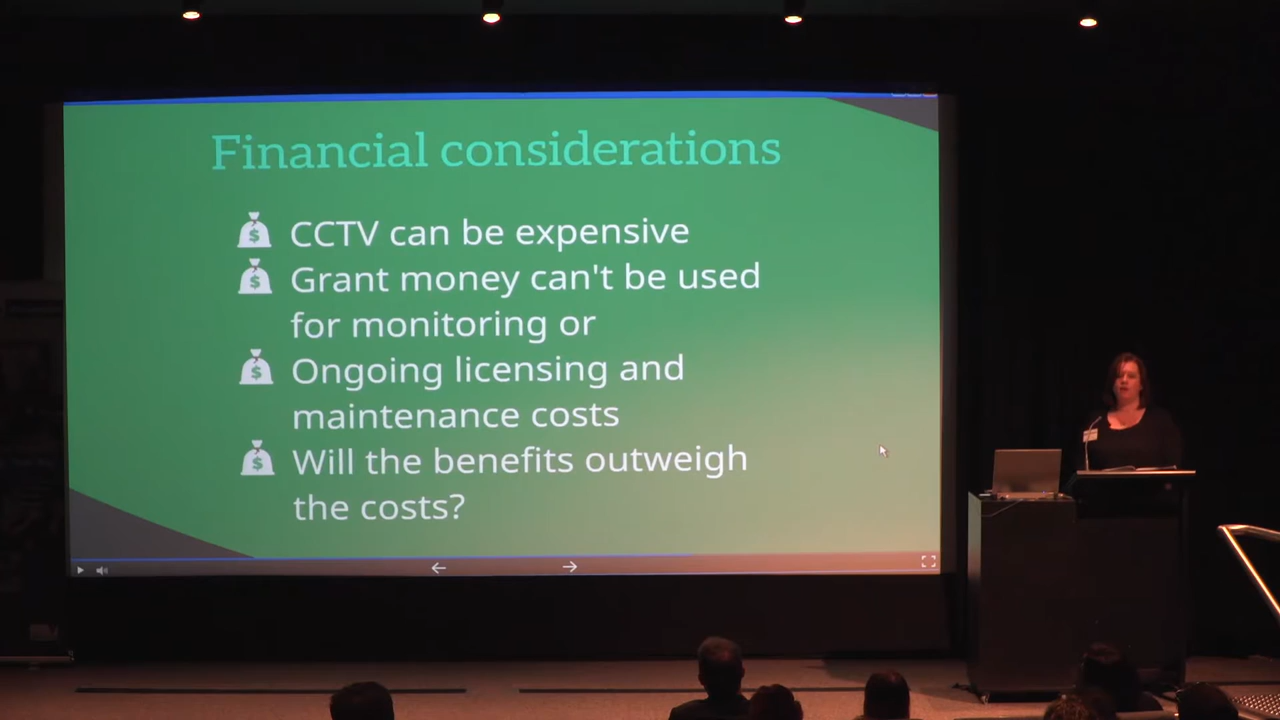 Financial considerations
CCTV can be expensive
Grant money can't be used
for monitoring or
Ongoing licensing and
maintenance costs
Will the benefits outweigh
the costs?